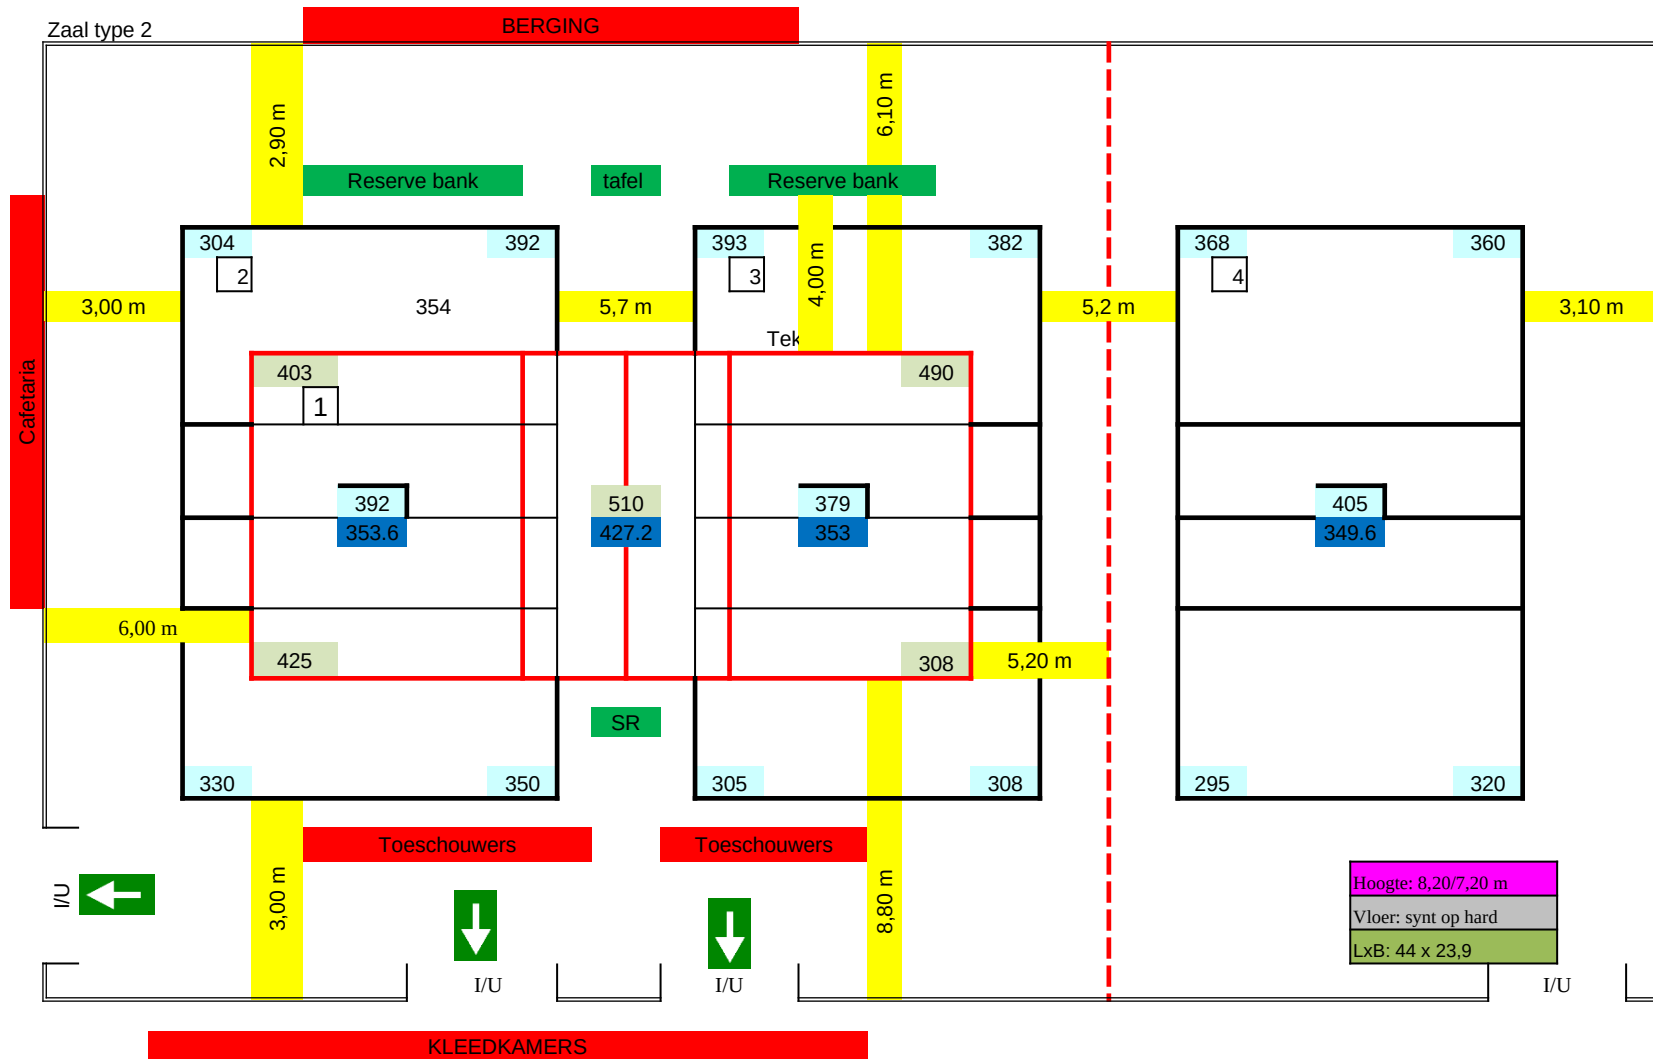 Zaal type 2
BERGING
2,90 m
6,10 m
Reserve bank
tafel
Reserve bank
304
392
393
382
368
360
2
3
4
4,00 m
3,00 m
354
5,7 m
5,2 m
3,10 m
Tek
Cafetaria
403
490
1
392
510
379
405
353.6
427.2
353
349.6
6,00 m
425
308
5,20 m
SR
330
350
305
308
295
320
Toeschouwers
Toeschouwers
I/U
3,00 m
8,80 m
Hoogte: 8,20/7,20 m
Vloer: synt op hard
LxB: 44 x 23,9
I/U
I/U
I/U
KLEEDKAMERS